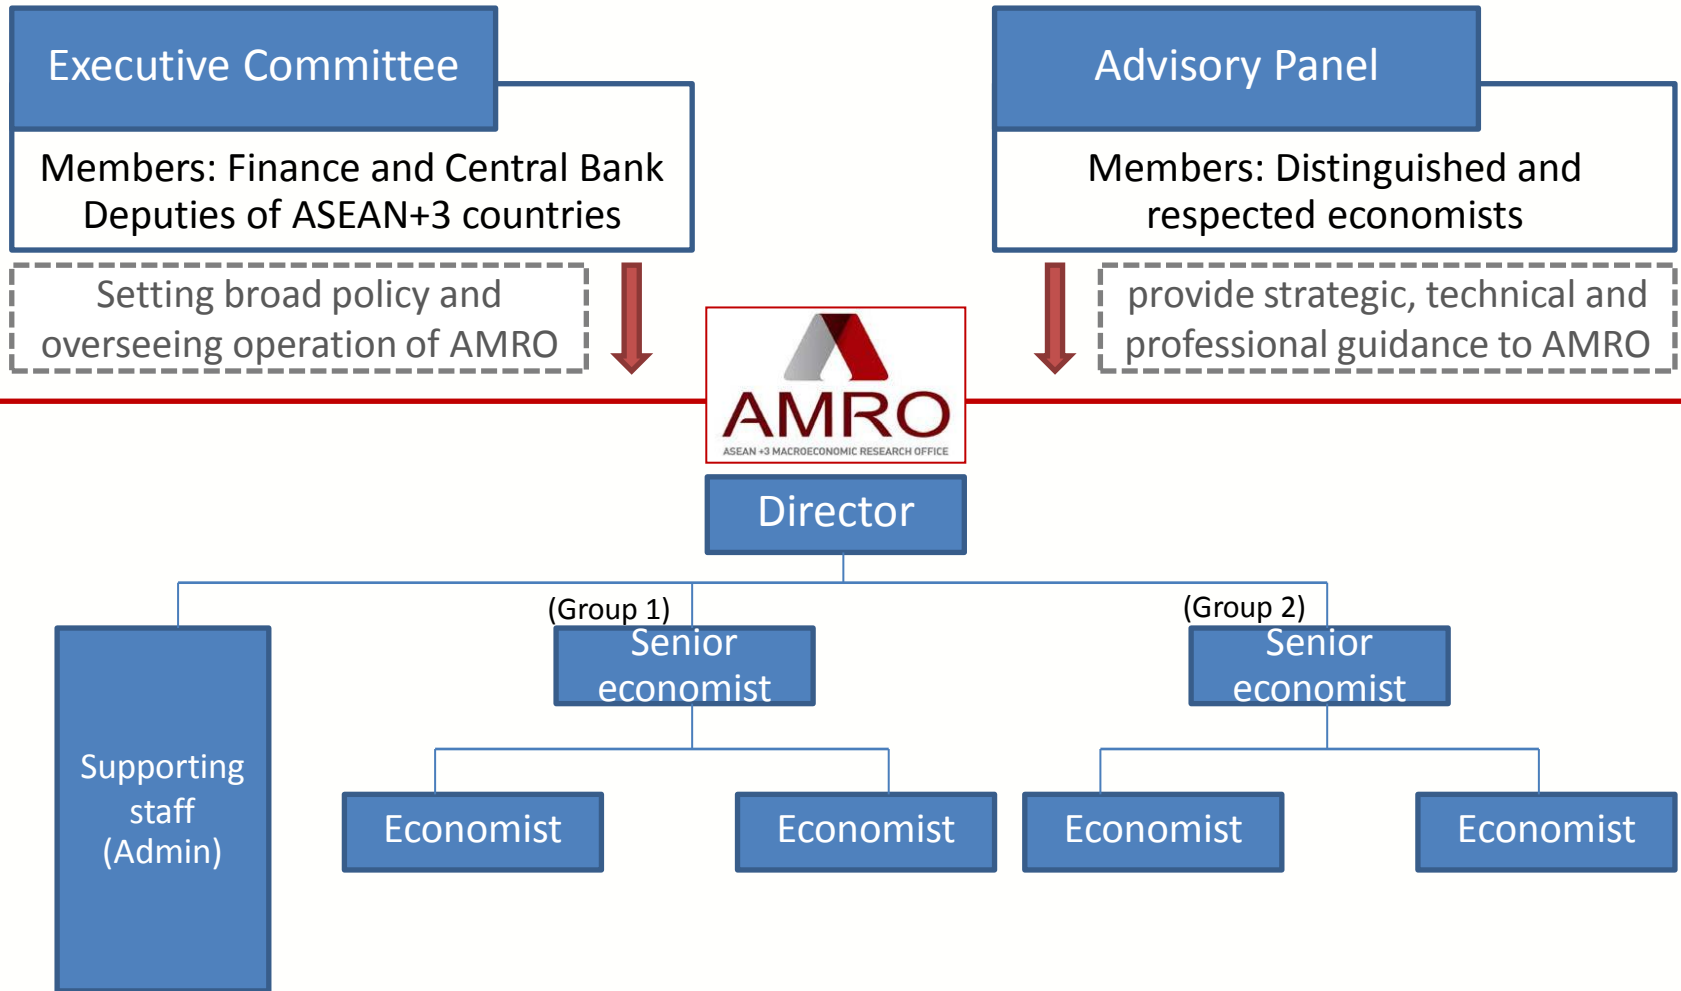 Executive Committee
Members: Finance and Central Bank
Deputies of ASEAN+3 countries
Setting broad policy and
overseeing operation of AMRO
Advisory Panel
Members: Distinguished and
respected economists
provide strategic, technical and
professional guidance to AMRO
AMRO
ASEAN +3 MACROECONOMIC RESEARCH OFFICE
Director
Supporting
staff
(Admin)
(Group 1)
Senior
economist
Economist
Economist
(Group 2)
Senior
economist
Economist
Economist